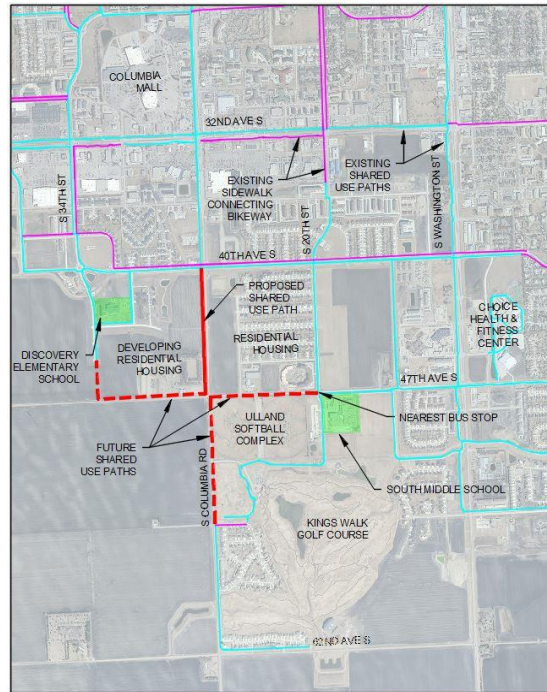 COLUMBIA
MALL
32ND AVE S
S 34TH ST
EXISTING
SIDEWALK
CONNECTING
BIKEWAY
EXISTING
SHARED
USE PATHS
S 20TH ST
S WASHINGTON ST
40TH AVE S
PROPOSED
SHARED
USE PATH
DISCOVERY
ELEMENTARY
SCHOOL
DEVELOPING
RESIDENTIAL
HOUSING
RESIDENTIAL
HOUSING
CHOICE
HEALTH &
FITNESS
CENTER
47TH AVE S
FUTURE
SHARED
USE PATHS
ULLAND
SOFTBALL
COMPLEX
NEAREST BUS STOP
S COLUMBIA RD
SOUTH MIDDLE SCHOOL
KINGS WALK
GOLF COURSE
62ND AVE S